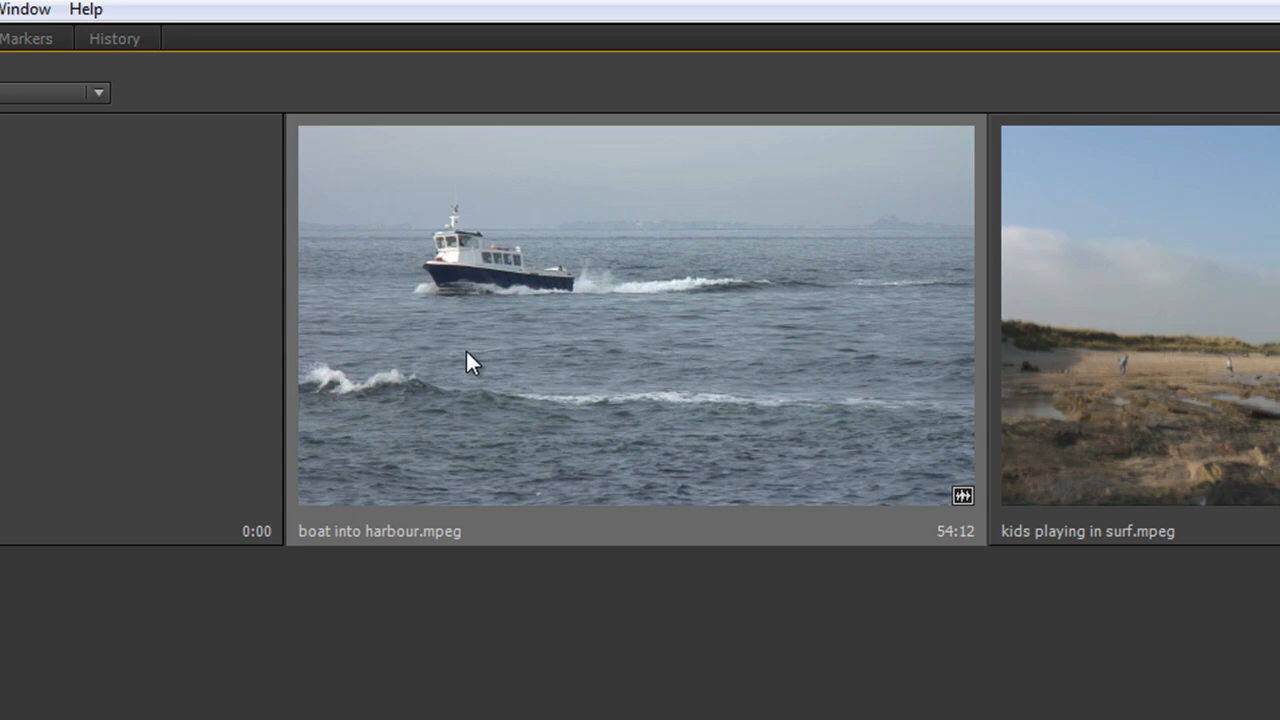 Window Help
Markers History
0:00 boat into harbour.mpeg 54:12 kids playing in surf.mpeg